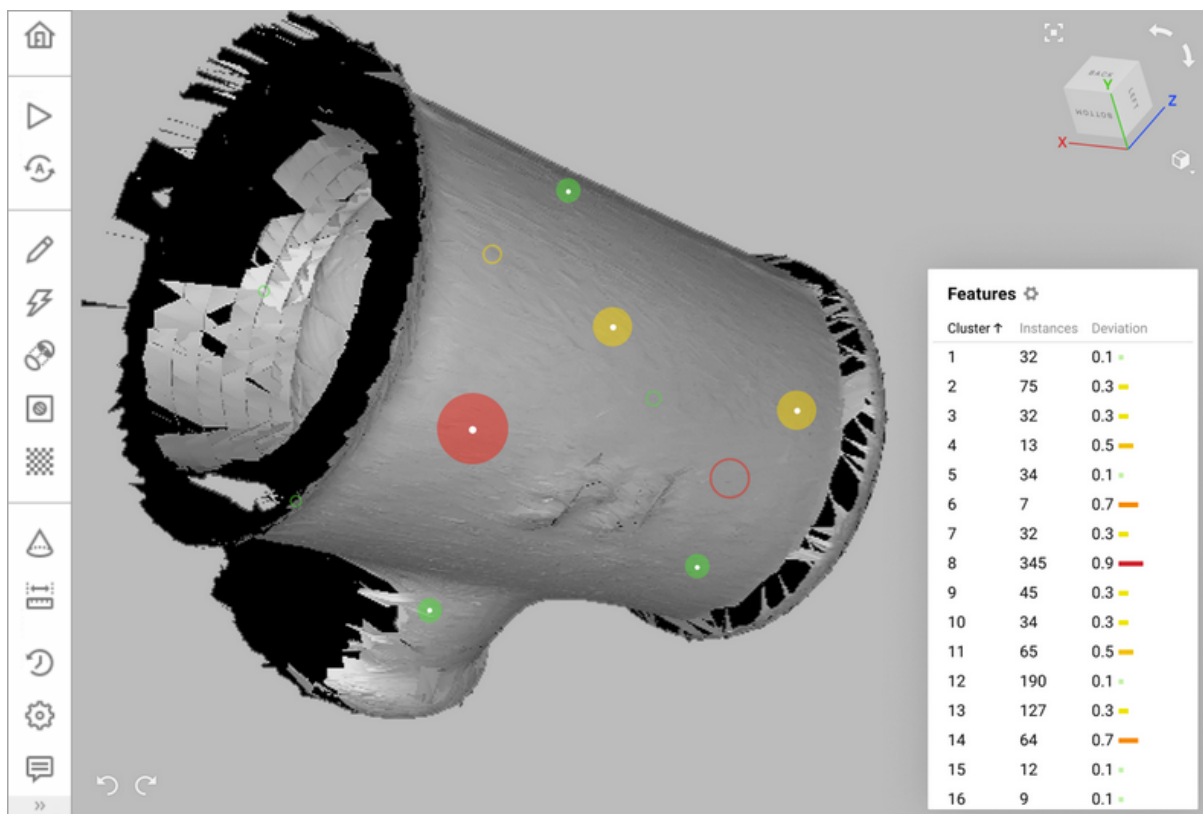 BACK
Y
Z
LEFT
BOTTOM
X
A
Features
Cluster ↑ Instances Deviation
1 32 0.1
2 75 0.3
3 32 0.3
4 13 0.5
5 34 0.1
6 7 0.7
7 32 0.3
8 345 0.9
9 45 0.3
10 34 0.3
11 65 0.5
12 190 0.1
13 127 0.3
14 64 0.7
15 12 0.1
16 9 0.1